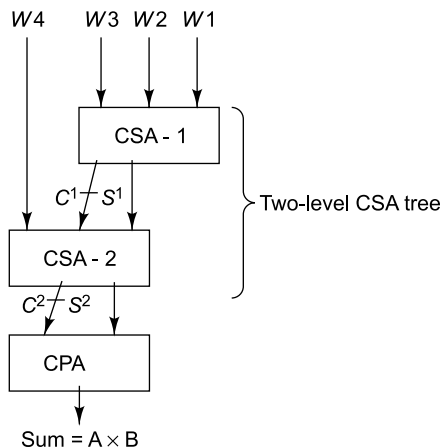 W4 W3 W2 W1
CSA - 1
C¹ S¹
Two-level CSA tree
CSA - 2
C² S²
CPA
Sum = A × B